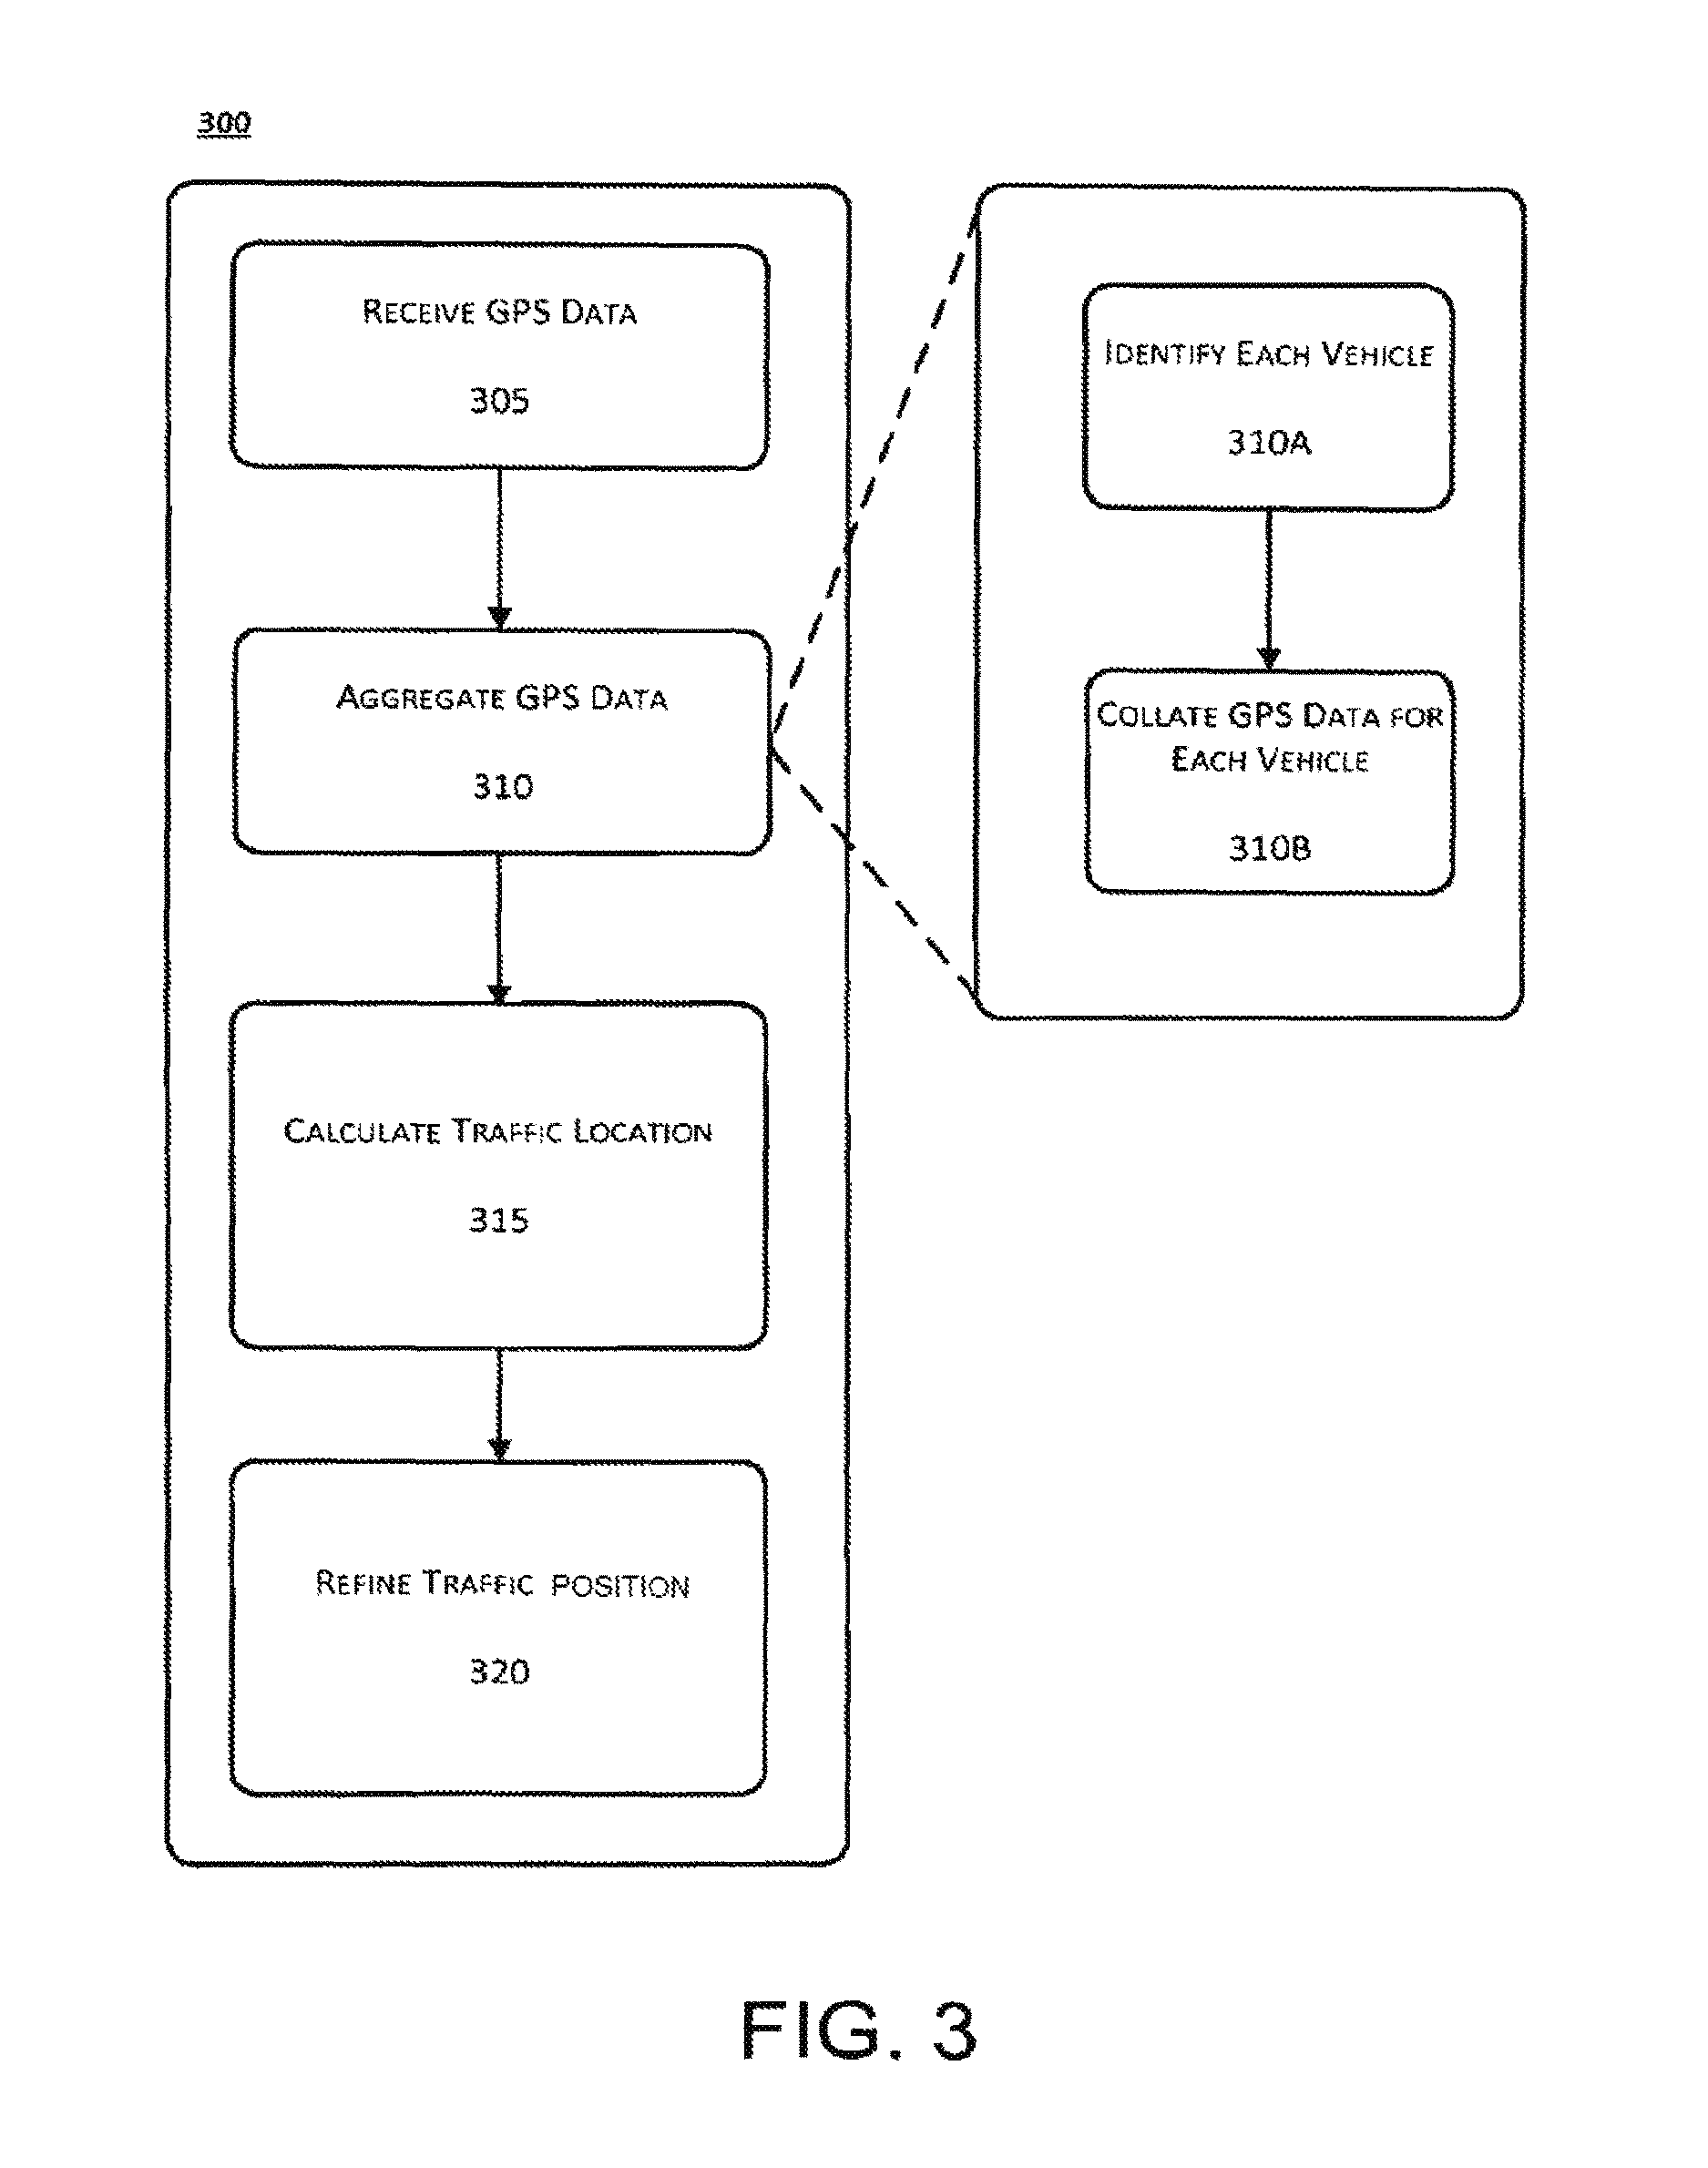 300
RECEIVE GPS DATA
305
AGGREGATE GPS DATA
310
CALCULATE TRAFFIC LOCATION
315
REFINE TRAFFIC POSITION
320
IDENTIFY EACH VEHICLE
310A
COLLATE GPS DATA FOR
EACH VEHICLE
310B
FIG. 3